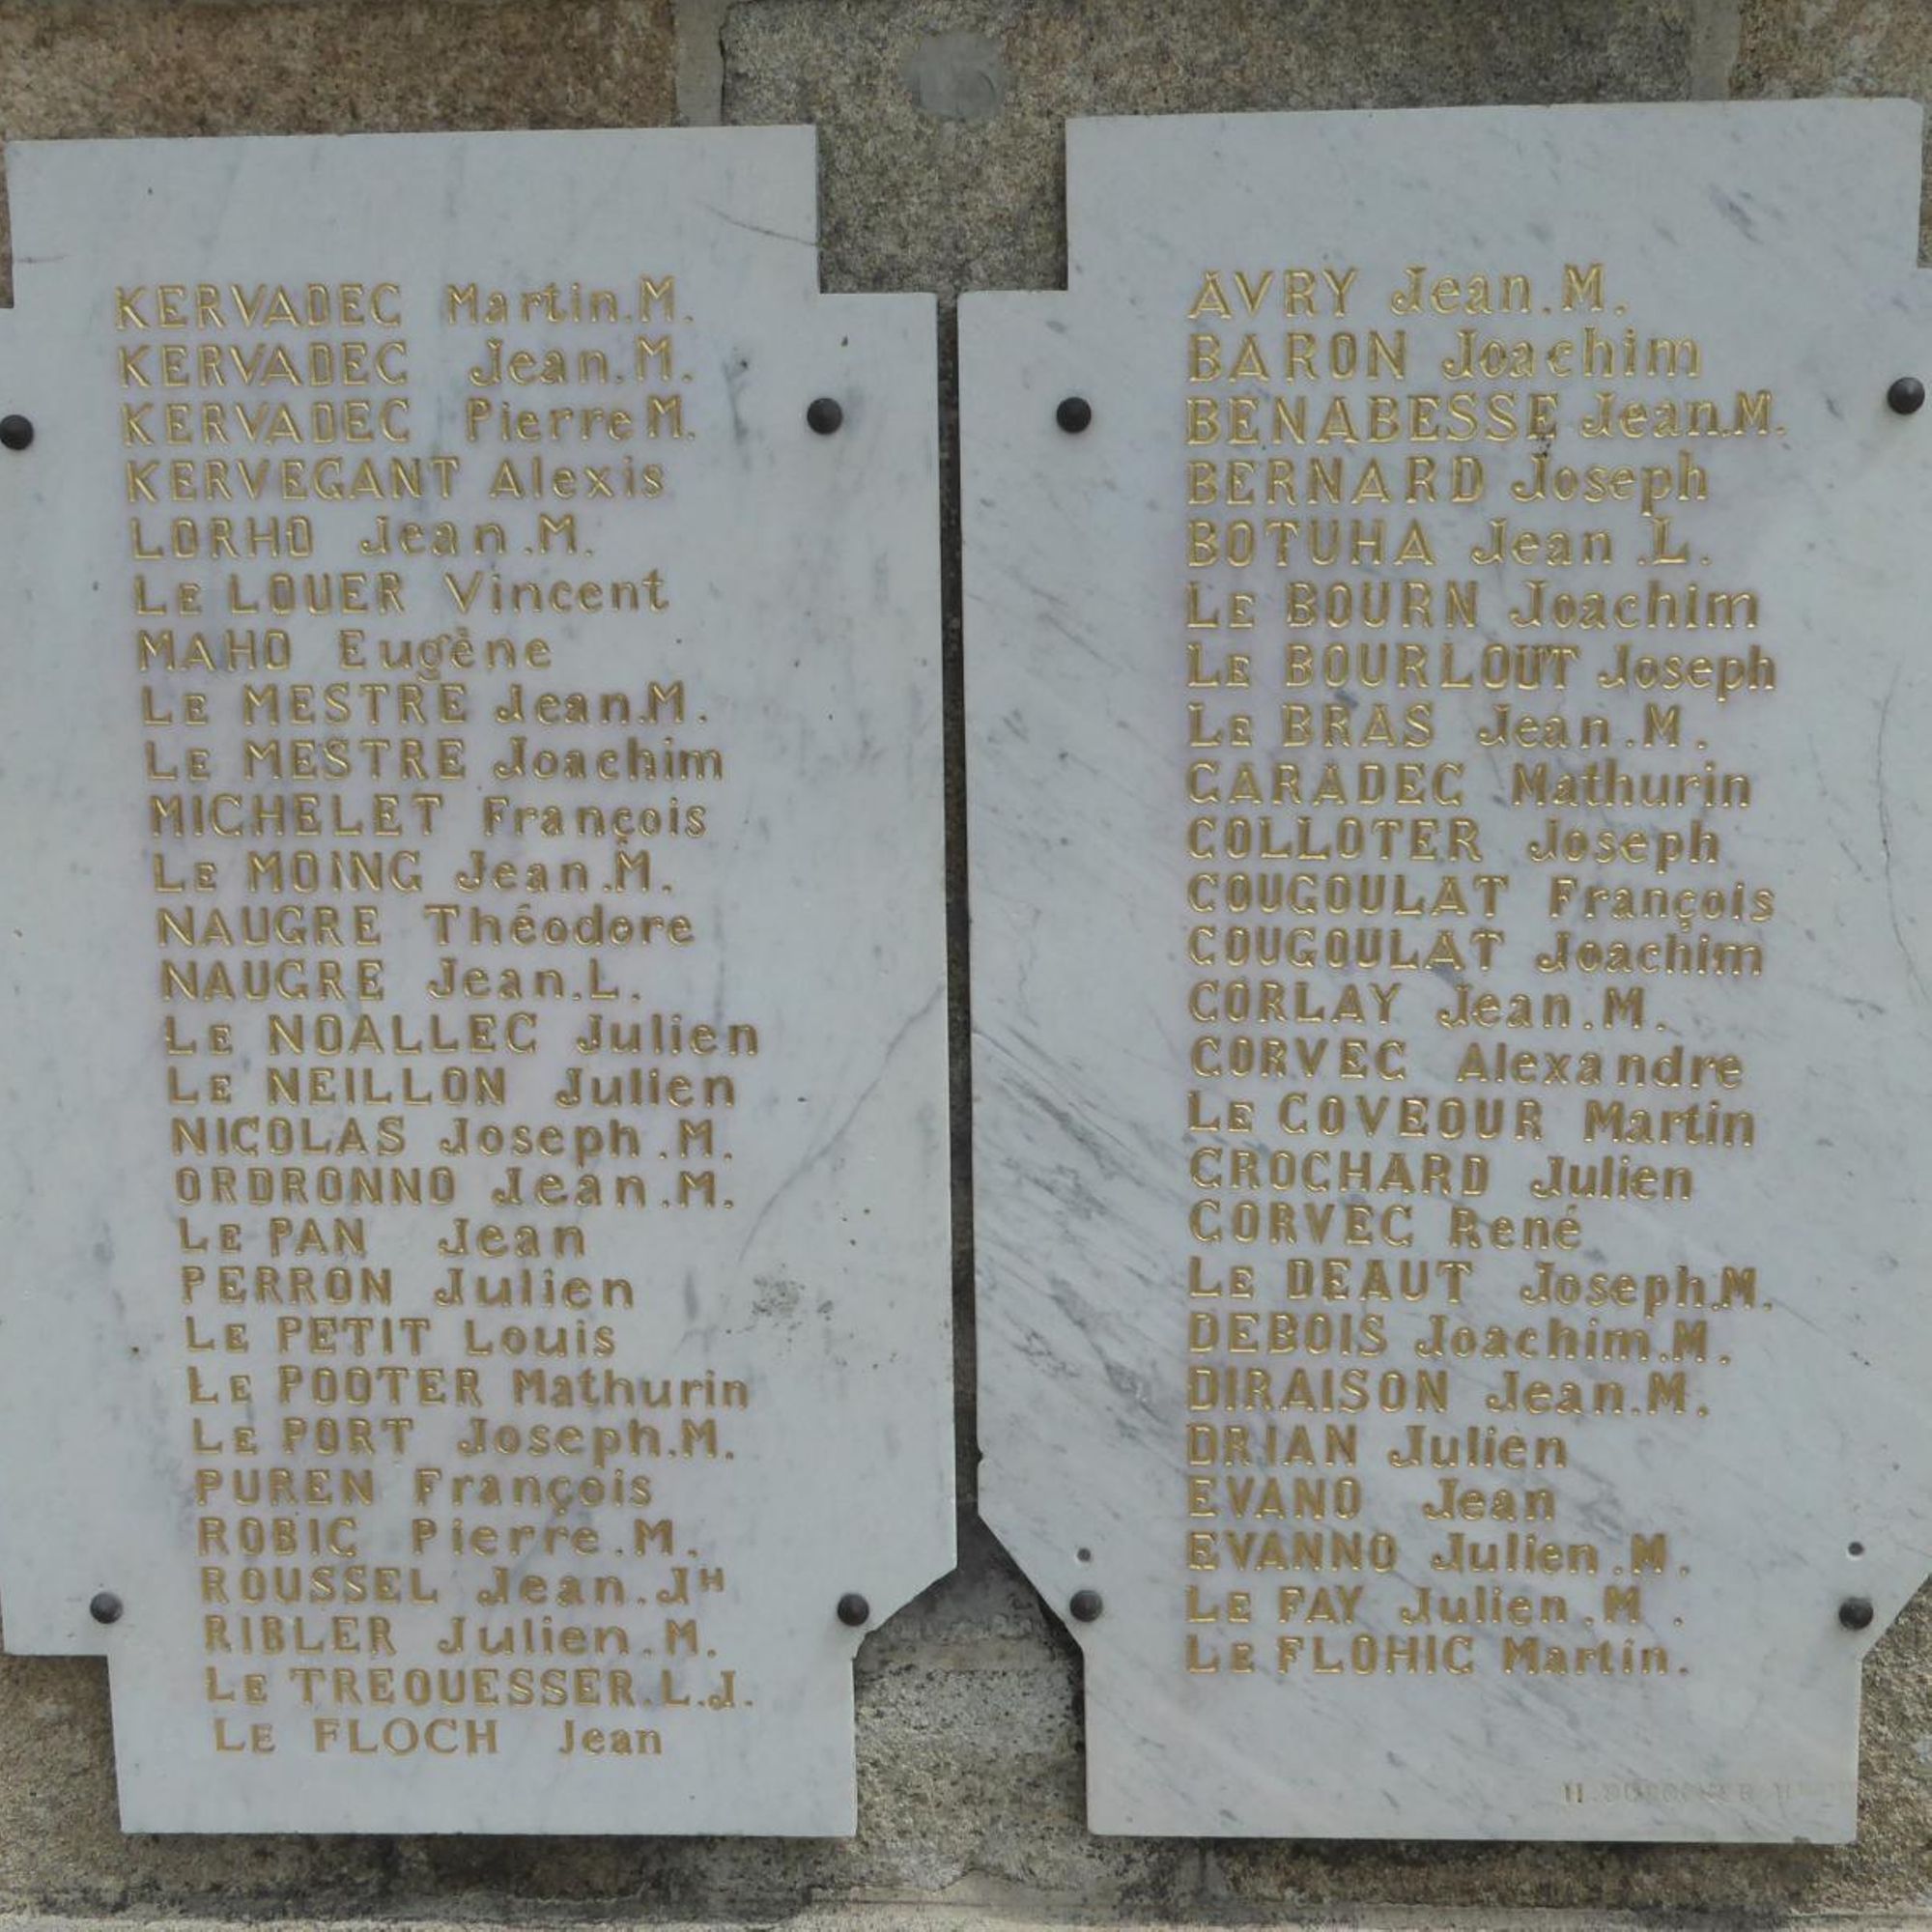 KERVADEC Martin.M.
KERVADEC Jean.M.
KERVADEC Pierre M.
KERVEGANT Alexis
LORHO Jean.M.
LE LOUER Vincent
MAHO Eugène
LE MESTRE Jean.M.
LE MESTRE Joachim
MICHELET François
LE MOING Jean.M.
NAUGRE Théodore
NAUGRE Jean.L.
LE NOALLEC Julien
LE NEILLON Julien
NICOLAS Joseph.M.
ORDRONNO Jean.M.
LE PAN Jean
PERRON Julien
LE PETIT Louis
LE POOTER Mathurin
LE PORT Joseph.M.
PUREN François
ROBIC Pierre.M.
ROUSSEL Jean.JH
RIBLER Julien.M.
LE TREQUESSER.L.J.
LE FLOCH Jean
AVRY Jean.M.
BARON Joachim
BENABESSE Jean.M.
BERNARD Joseph
BOTUHA Jean.L.
LE BOURN Joachim
LE BOURLOUT Joseph
LE BRAS Jean.M.
CARADEC Mathurin
COLLOTER Joseph
COUGOULAT François
COUGOULAT Joachim
CORLAY Jean.M.
CORVEC Alexandre
LE COVEOUR Martin
CROCHARD Julien
CORVEC René
LE DEAUT Joseph.M.
DEBOIS Joachim.M.
DIRAISON Jean.M.
DRIAN Julien
EVANO Jean
EVANNO Julien.M.
LE FAY Julien.M.
LE FLOHIC Martin.
H.